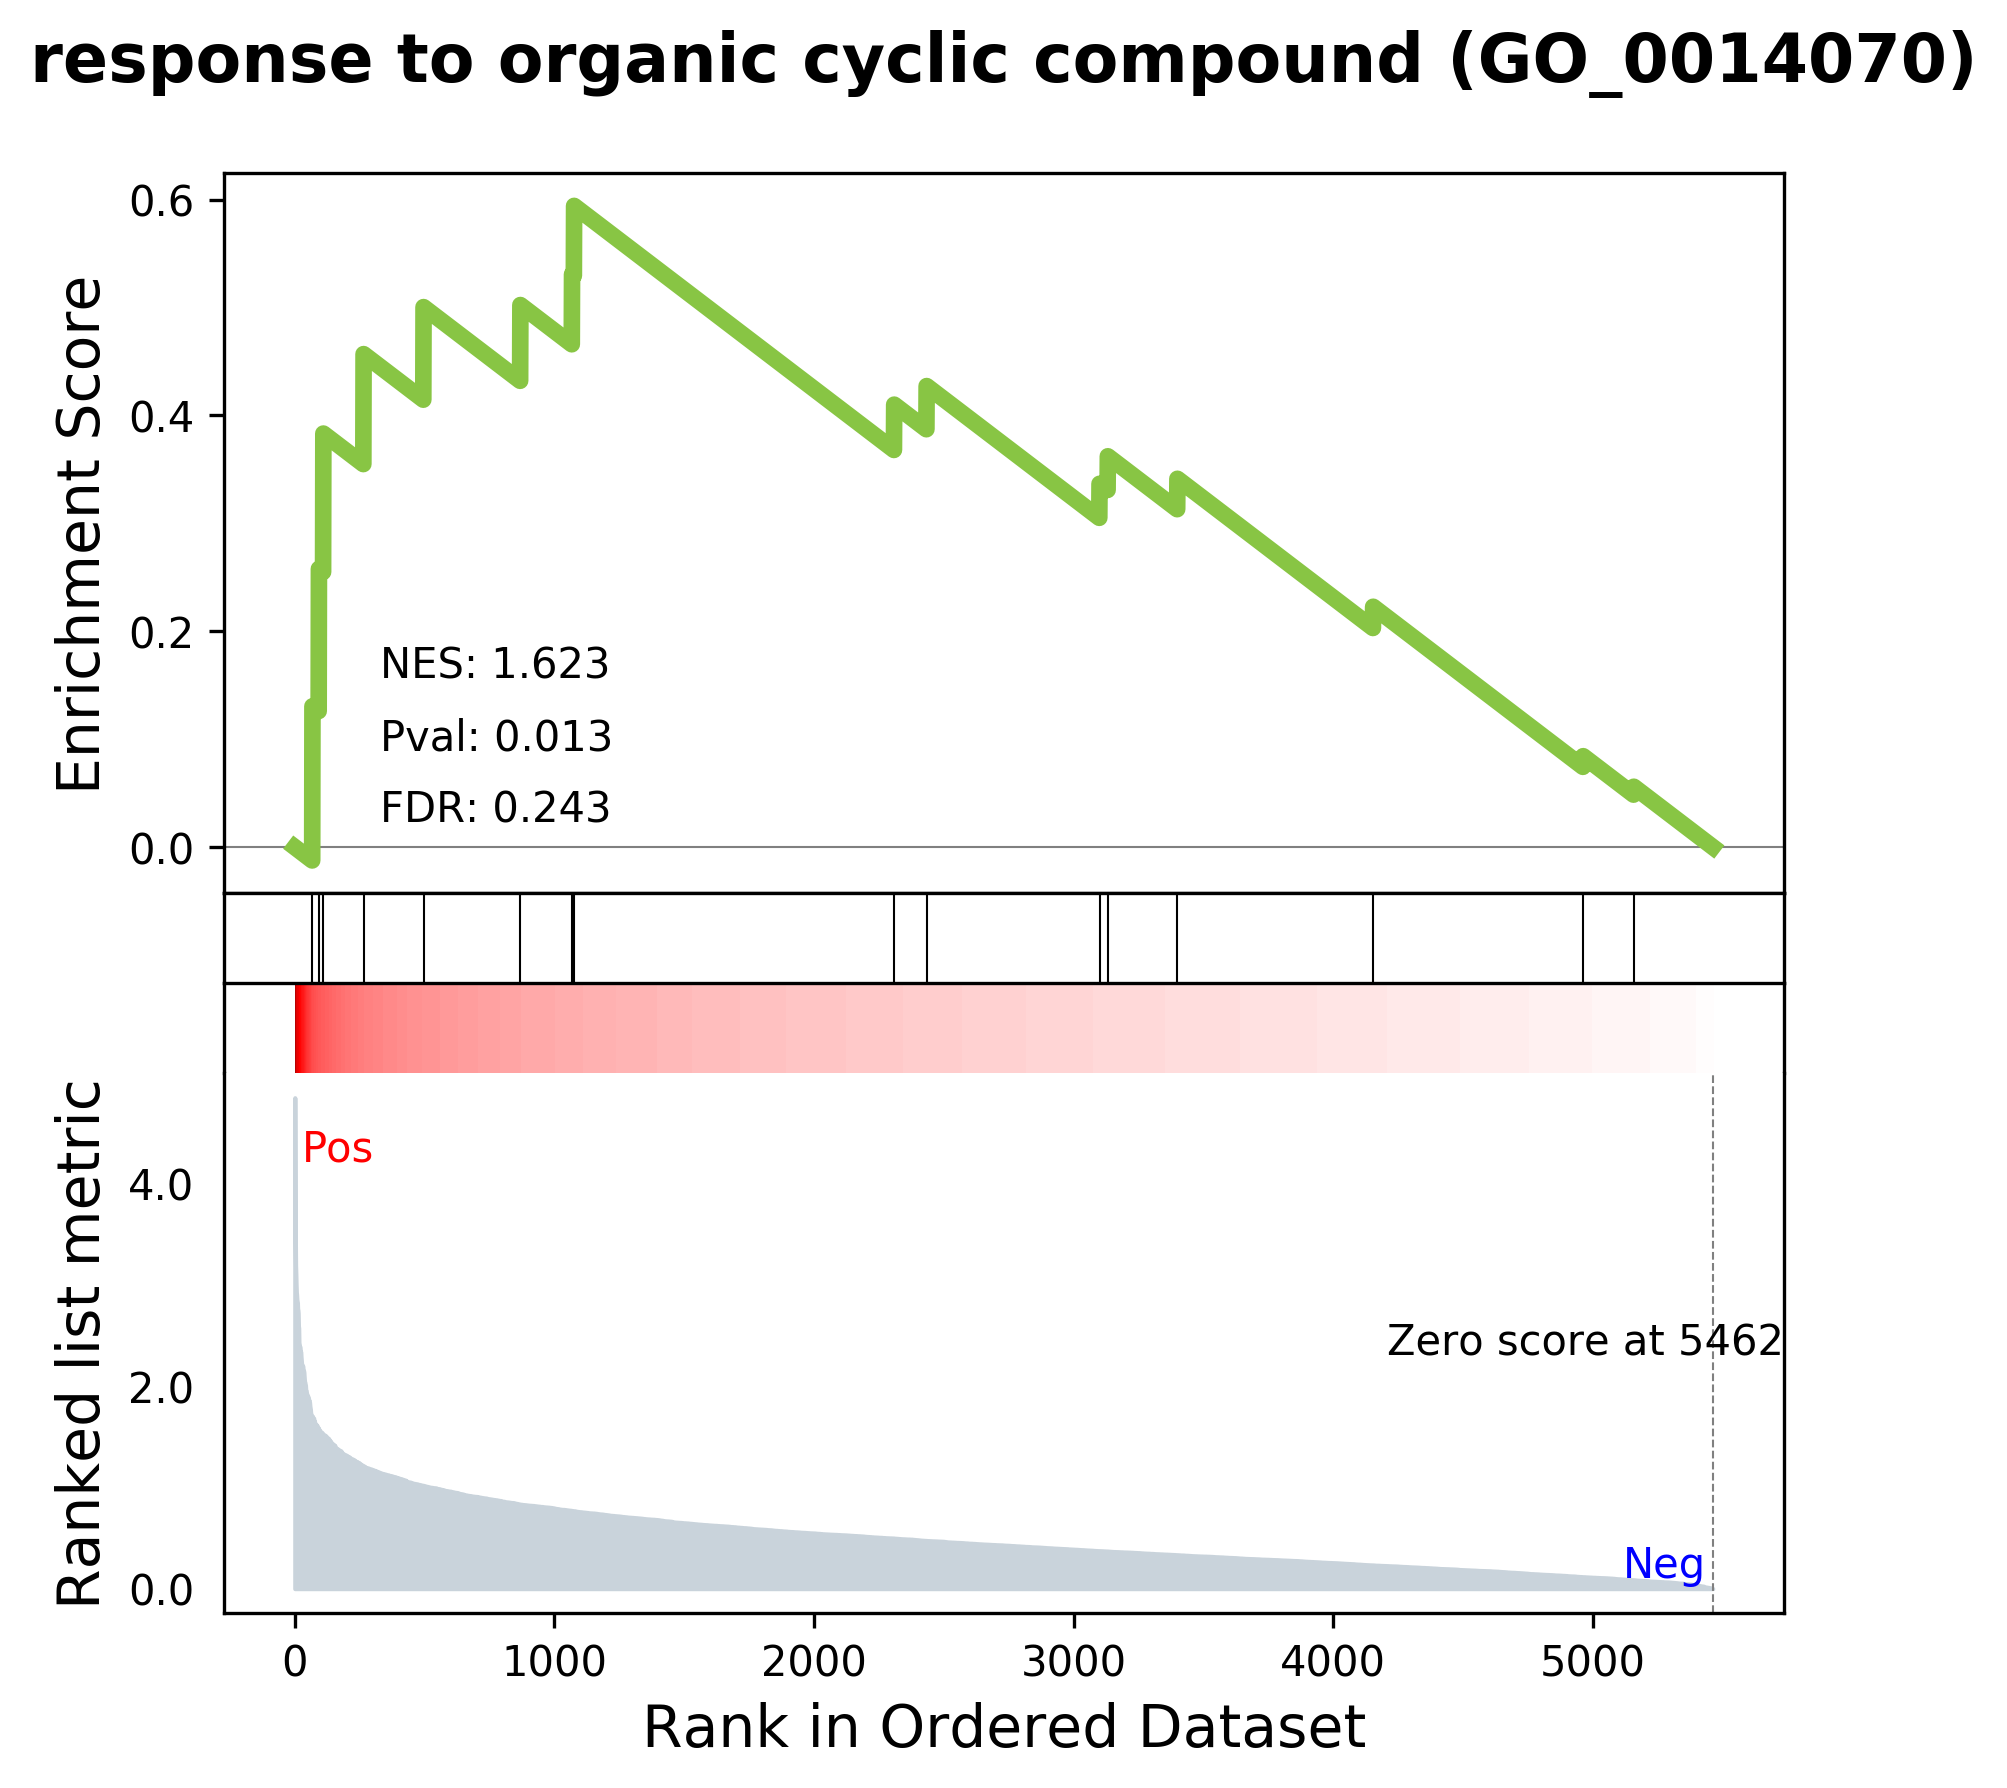 response to organic cyclic compound (GO_0014070)
Enrichment Score
0.6
0.4
0.2
0.0
NES: 1.623
Pval: 0.013
FDR: 0.243
Ranked list metric
4.0
2.0
0.0
Pos
Zero score at 5462
Neg
0 1000 2000 3000 4000 5000
Rank in Ordered Dataset